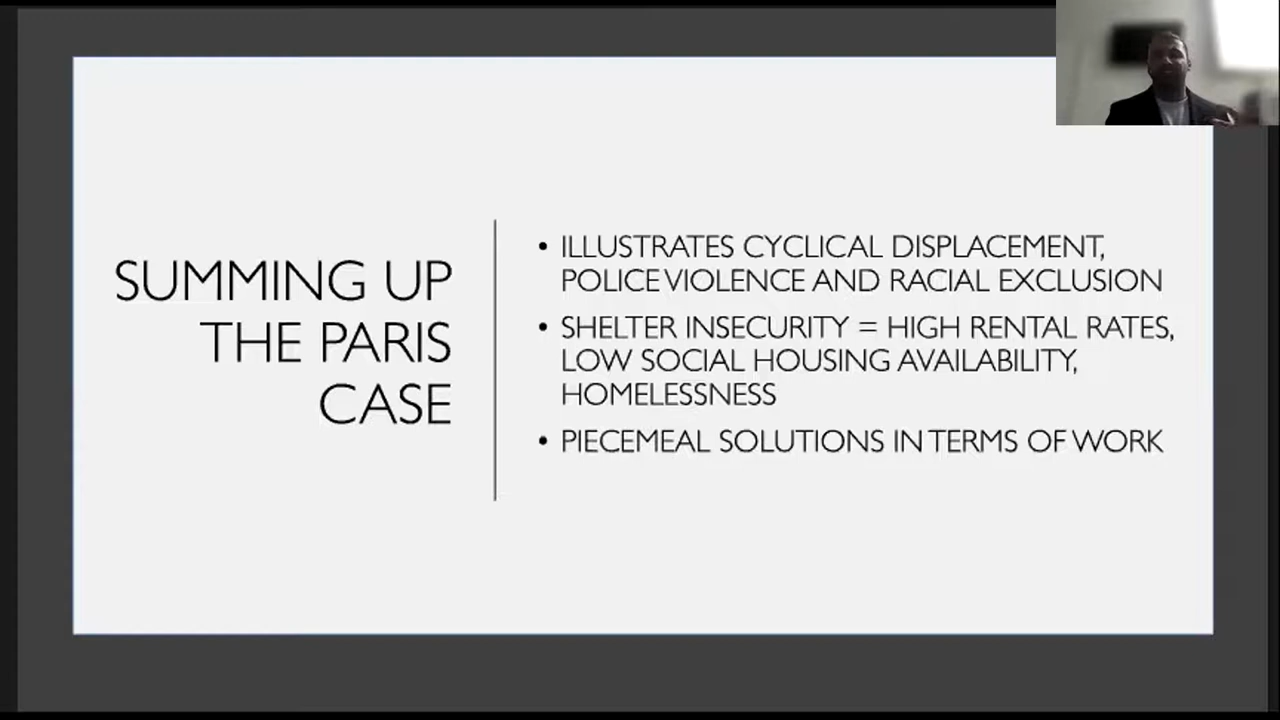 SUMMING UP
THE PARIS
CASE
• ILLUSTRATES CYCLICAL DISPLACEMENT,
POLICE VIOLENCE AND RACIAL EXCLUSION
• SHELTER INSECURITY = HIGH RENTAL RATES,
LOW SOCIAL HOUSING AVAILABILITY,
HOMELESSNESS
• PIECEMEAL SOLUTIONS IN TERMS OF WORK